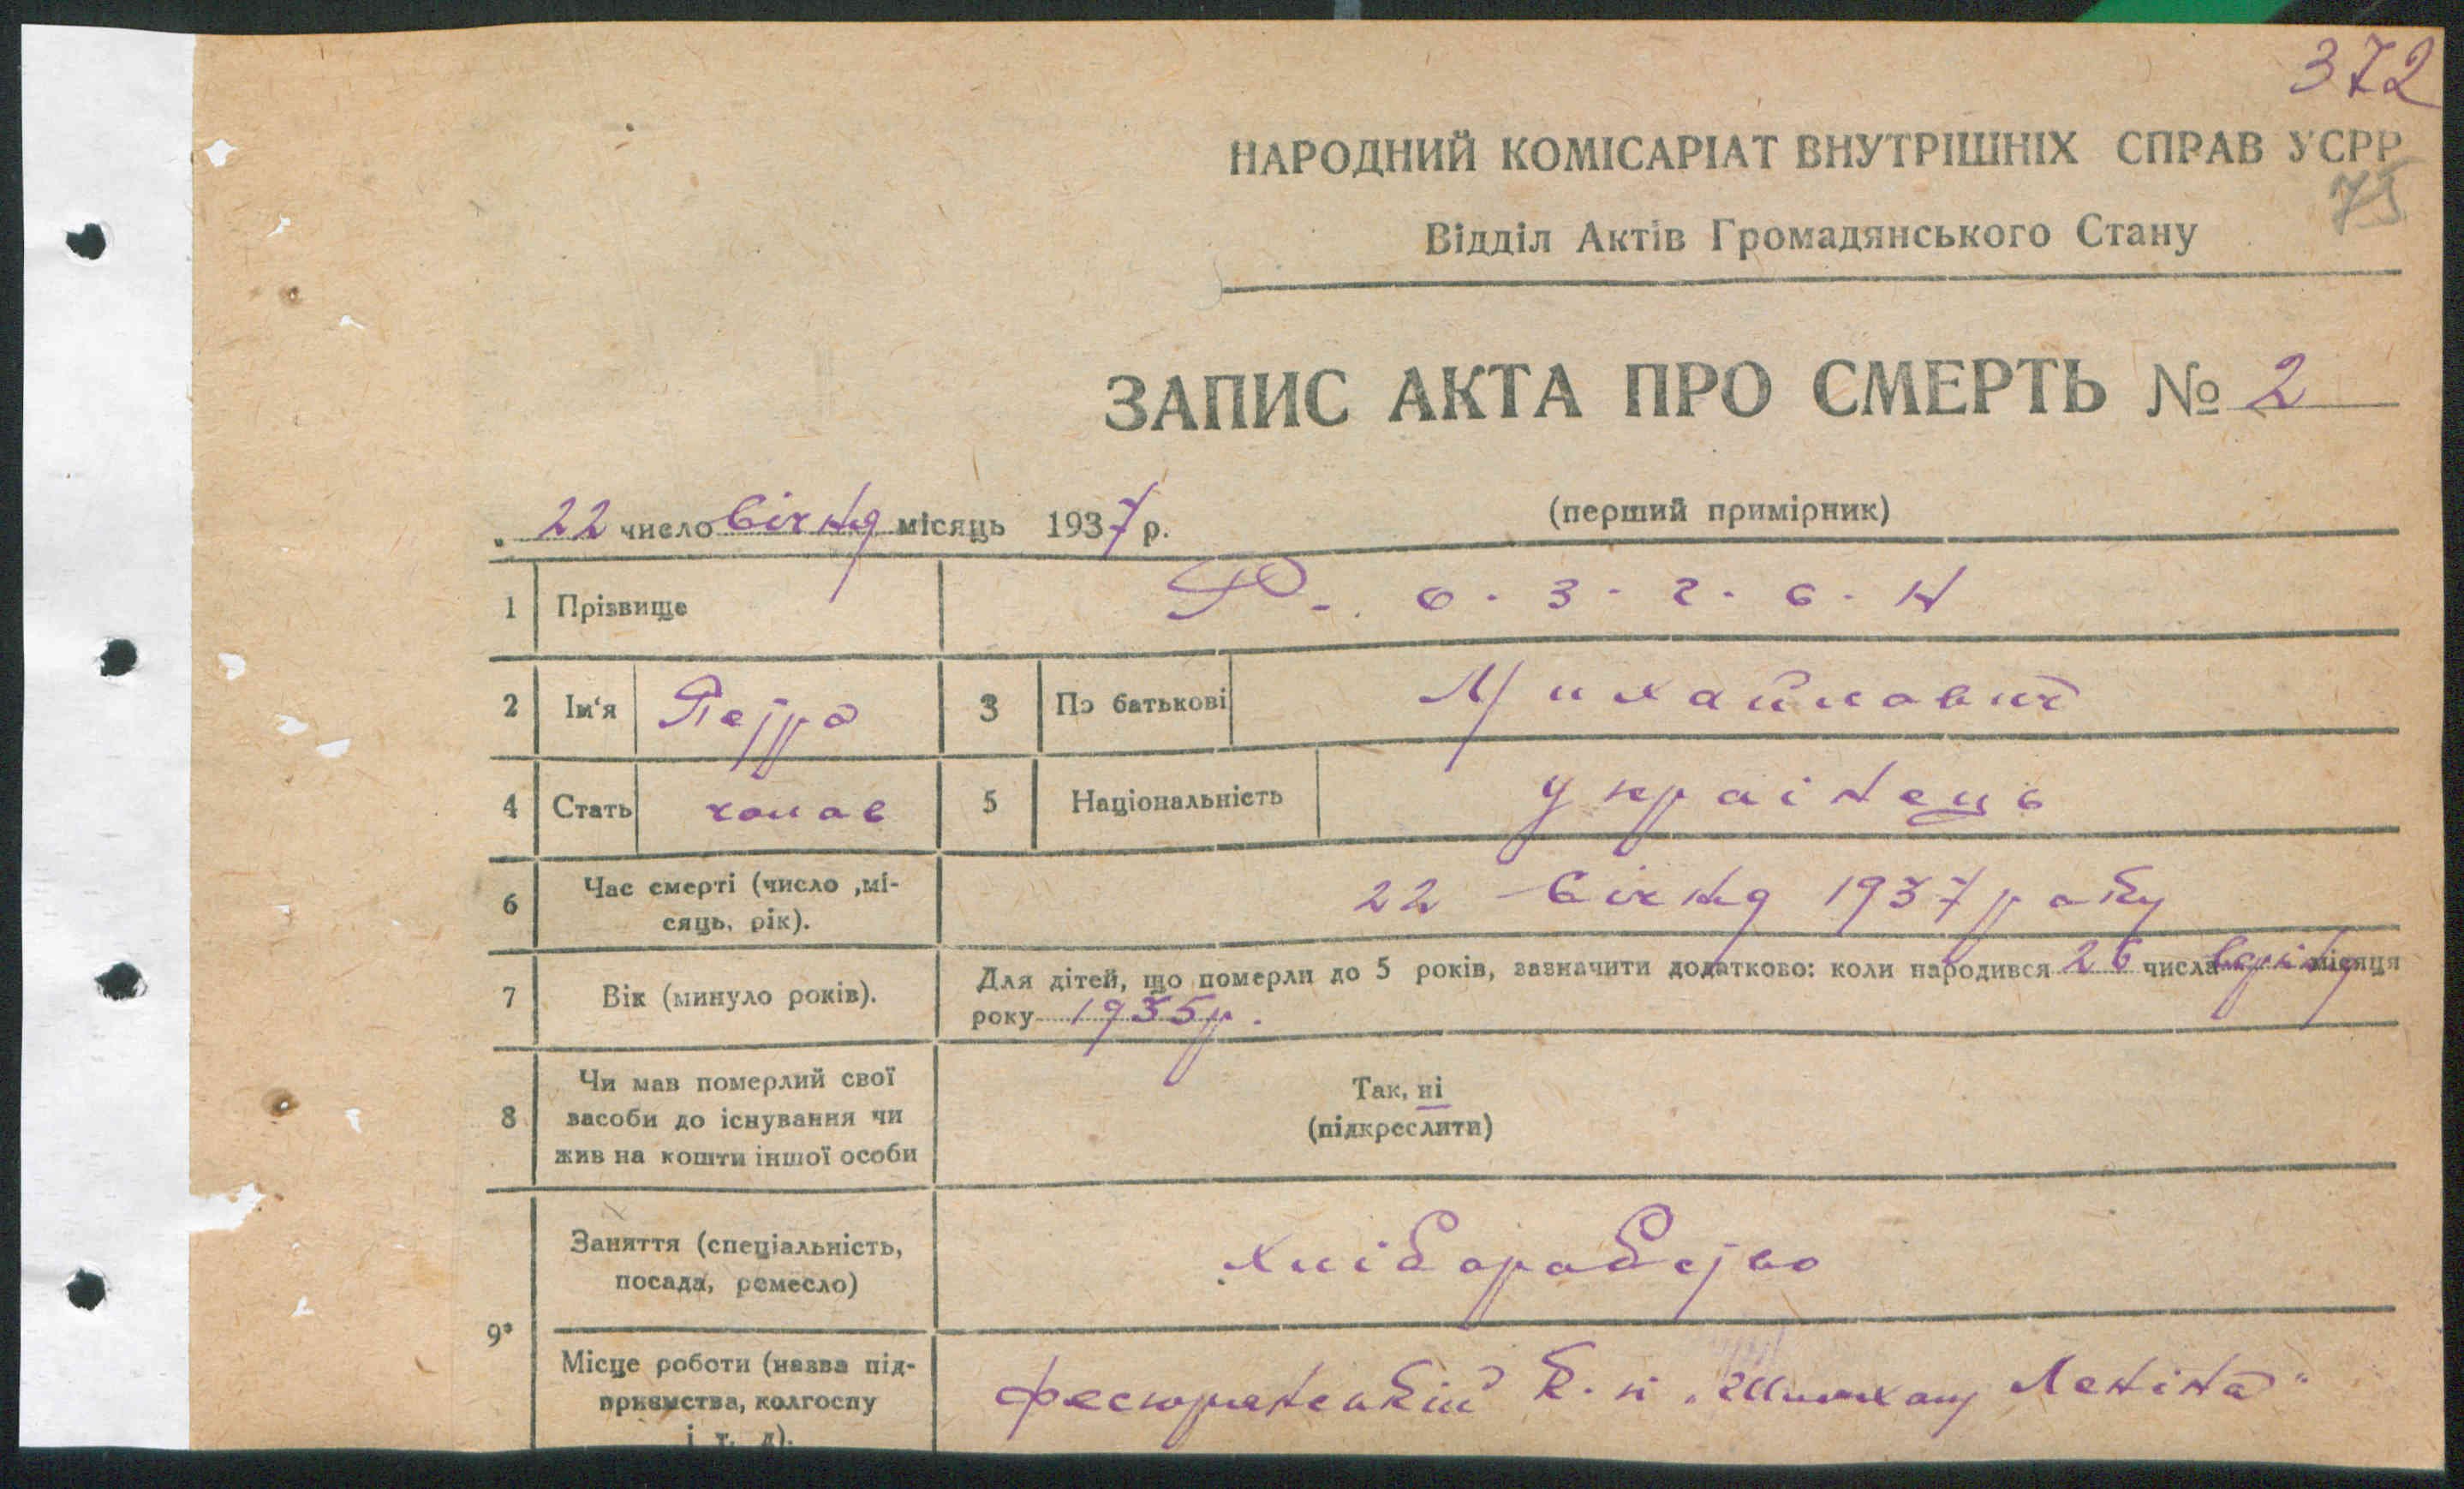 372
НАРОДНИЙ КОМІСАРІАТ ВНУТРІШНІХ СПРАВ УСРР
75
Відділ Актів Громадянського Стану
ЗАПИС АКТА ПРО СМЕРТЬ № 2
22 число Січня місяць 1937 р.
(перший примірник)
1 Прізвище
2 Ім'я Петро 3 По батькові Михайлович
4 Стать чолов 5 Національність українець
6 Час смерті (число ,мі-
сяць, рік).
22 Січня 1937 року
7 Вік (минуло років).
Для дітей, що померли до 5 років, зазначити додатково: коли народився 26 числа серпня місяця
року 1935 р.
8 Чи мав померлий свої
засоби до існування чи
жив на кошти іншої особи
Так, ні
(підкреслити)
9 Заняття (спеціальність,
посада, ремесло)
хліборобство
Місце роботи (назва під-
приємства, колгоспу
і т. д).
к. г. "Шляхом Леніна"